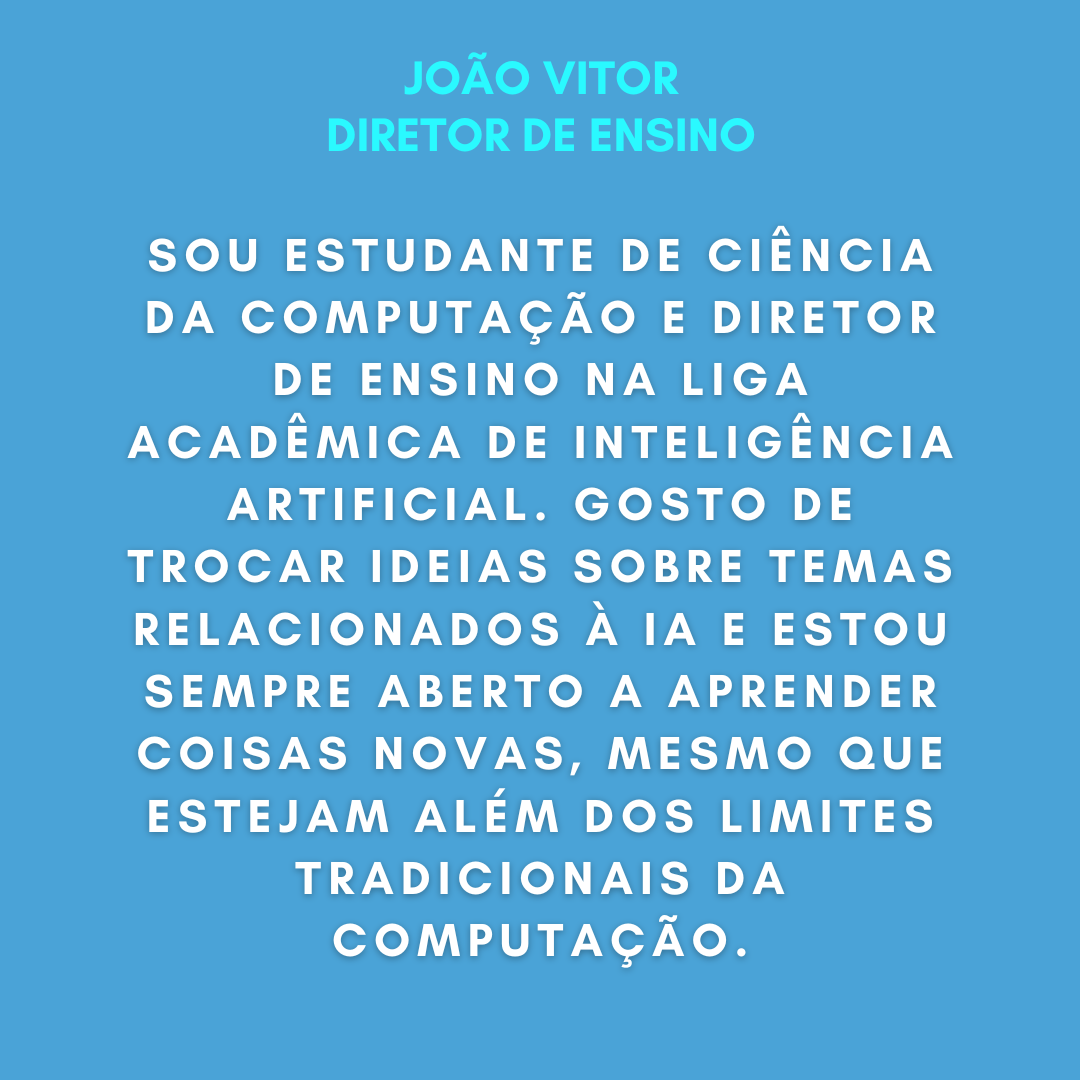 JOÃO VITOR
DIRETOR DE ENSINO
SOU ESTUDANTE DE CIÊNCIA
DA COMPUTAÇÃO E DIRETOR
DE ENSINO NA LIGA
ACADÊMICA DE INTELIGÊNCIA
ARTIFICIAL. GOSTO DE
TROCAR IDEIAS SOBRE TEMAS
RELACIONADOS À IA E ESTOU
SEMPRE ABERTO A APRENDER
COISAS NOVAS, MESMO QUE
ESTEJAM ALÉM DOS LIMITES
TRADICIONAIS DA
COMPUTAÇÃO.